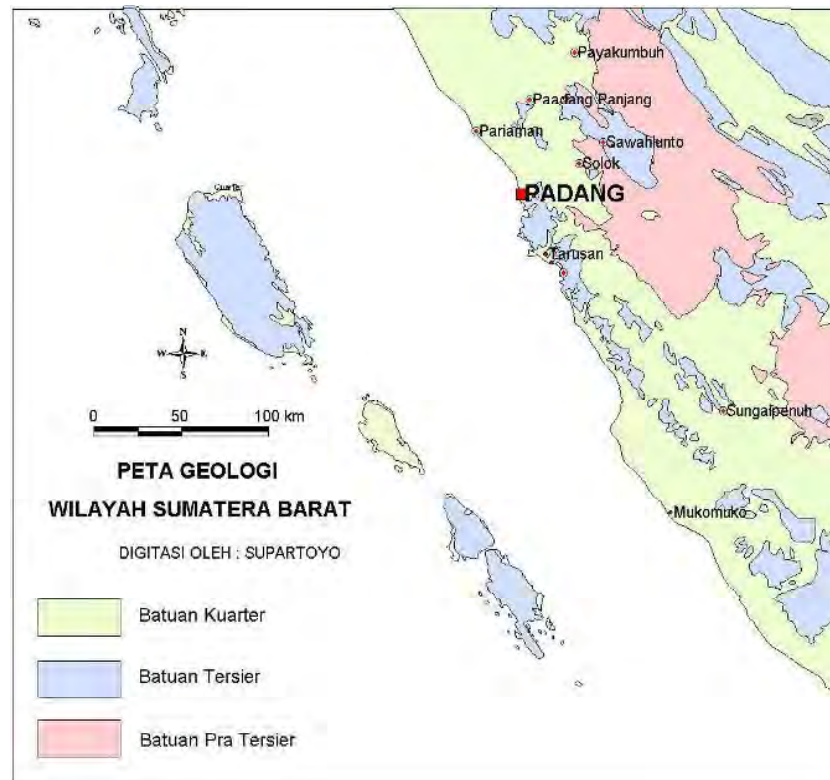 Payakumbuh
Paadang Panjang
Pariaman
Sawahlunto
Solok
PADANG
Tarusan
N
W E
S
0 50 100 km
Sungaipenuh
PETA GEOLOGI
WILAYAH SUMATERA BARAT
Mukomuko
DIGITASI OLEH : SUPARTOYO
Batuan Kuarter
Batuan Tersier
Batuan Pra Tersier